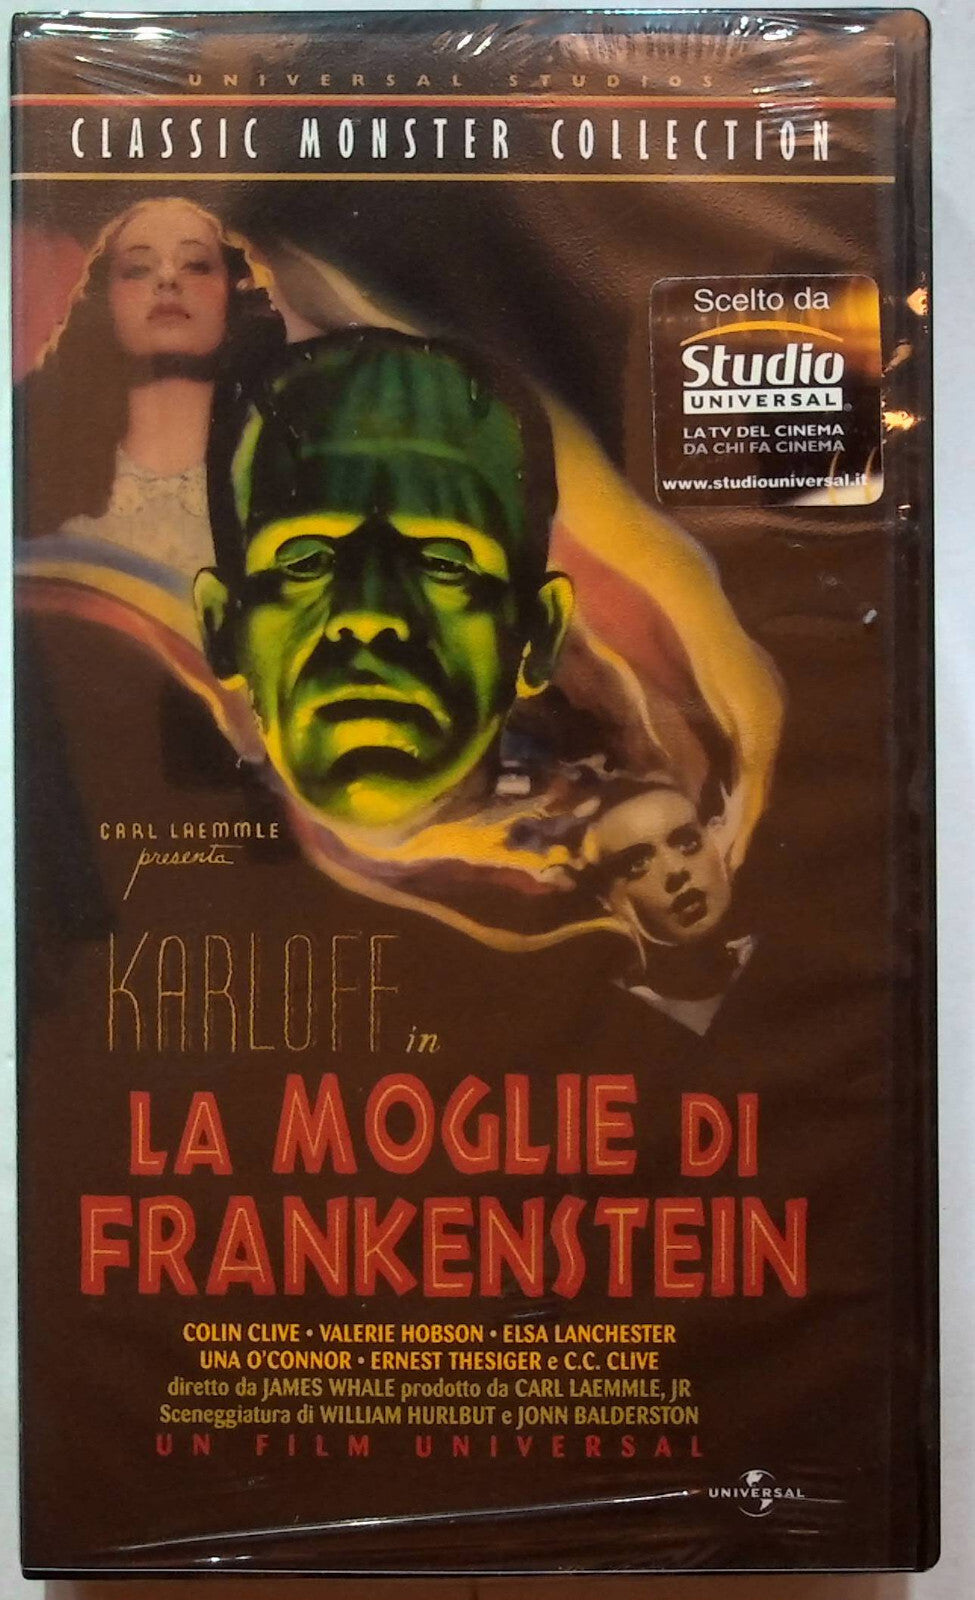 UNIVERSAL STUDIOS
CLASSIC MONSTER COLLECTION
Scelto da
Studio
UNIVERSAL
LA TV DEL CINEMA
DA CHI FA CINEMA
www.studiouniversal.it
CARL LAEMMLE
presenta
KARLOFF in
LA MOGLIE DI
FRANKENSTEIN
COLIN CLIVE • VALERIE HOBSON • ELSA LANCHESTER
UNA O'CONNOR • ERNEST THESIGER e C.C. CLIVE
diretto da JAMES WHALE prodotto da CARL LAEMMLE, JR
Sceneggiatura di WILLIAM HURLBUT e JONN BALDERSTON
UN FILM UNIVERSAL
UNIVERSAL